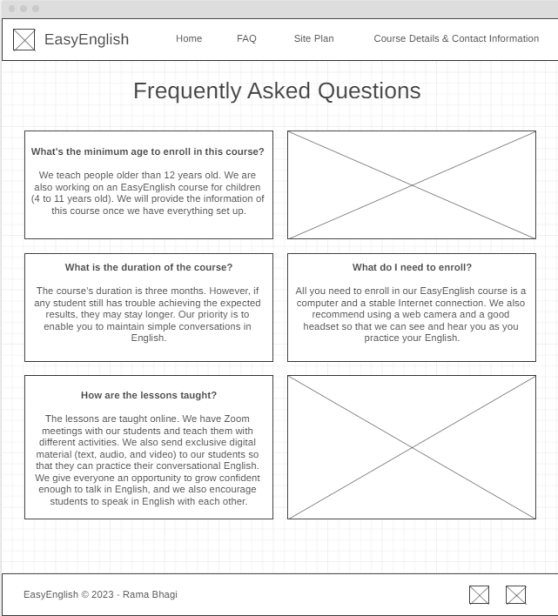 EasyEnglish
Home
FAQ
Site Plan
Course Details & Contact Information
Frequently Asked Questions
What's the minimum age to enroll in this course?
We teach people older than 12 years old. We are
also working on an EasyEnglish course for children
(4 to 11 years old). We will provide the information of
this course once we have everything set up.
What is the duration of the course?
The course's duration is three months. However, if
any student still has trouble achieving the expected
results, they may stay longer. Our priority is to
enable you to maintain simple conversations in
English.
What do I need to enroll?
All you need to enroll in our EasyEnglish course is a
computer and a stable Internet connection. We also
recommend using a web camera and a good
headset so that we can see and hear you as you
practice your English.
How are the lessons taught?
The lessons are taught online. We have Zoom
meetings with our students and teach them with
different activities. We also send exclusive digital
material (text, audio, and video) to our students so
that they can practice their conversational English.
We give everyone an opportunity to grow confident
enough to talk in English, and we also encourage
students to speak in English with each other.
EasyEnglish © 2023 - Rama Bhagi